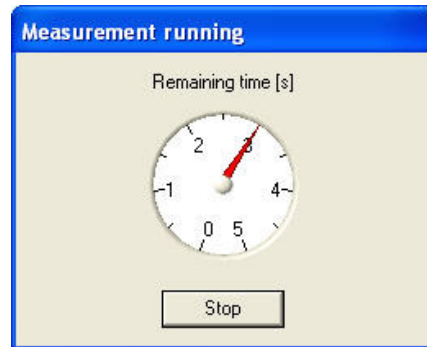 Measurement running
Remaining time [s]
2 3
1 4
0 5
Stop